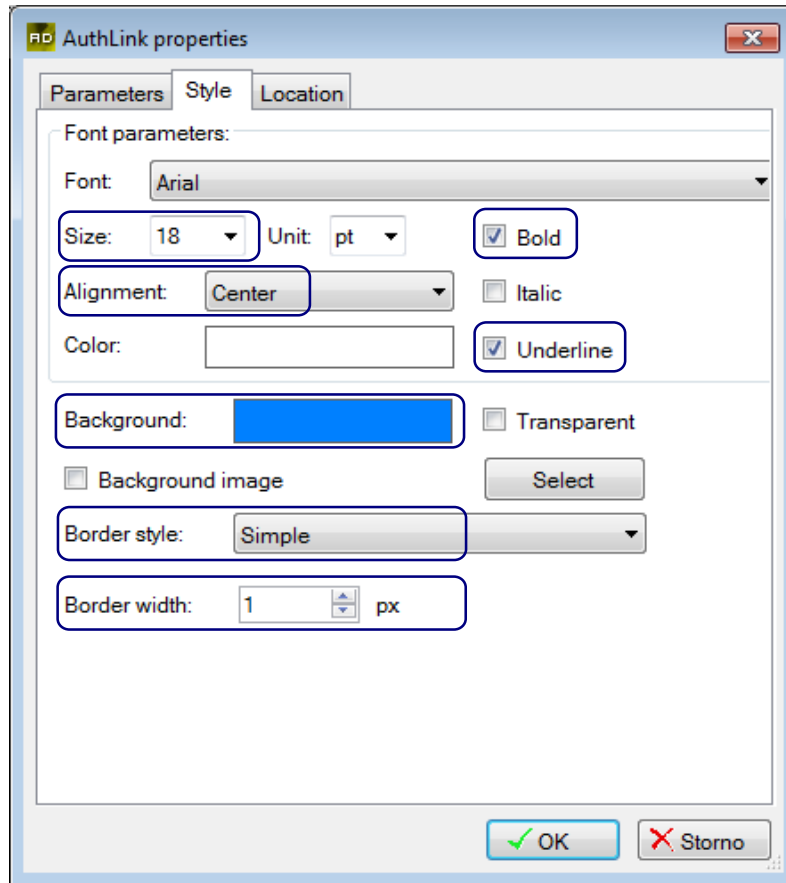 RD AuthLink properties
Parameters Style Location
Font parameters:
Font: Arial
Size: 18 Unit: pt Bold
Alignment: Center Italic
Color: Underline
Background: Transparent
Background image Select
Border style: Simple
Border width: 1 px
OK Storno